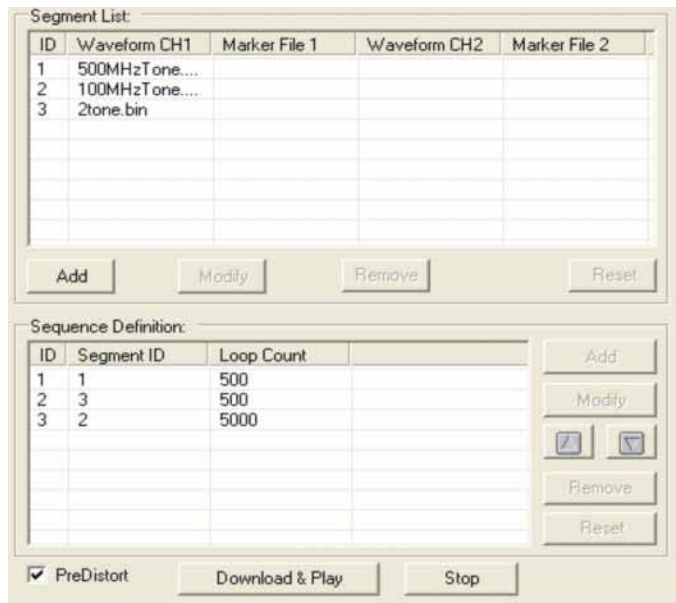 Segment List:
ID Waveform CH1 Marker File 1 Waveform CH2 Marker File 2
1 500MHzTone....
2 100MHzTone....
3 2tone.bin
Add Modify Remove Reset
Sequence Definition:
ID Segment ID Loop Count
1 1 500
2 3 500
3 2 5000
Add
Modify
Remove
Reset
PreDistort Download & Play Stop